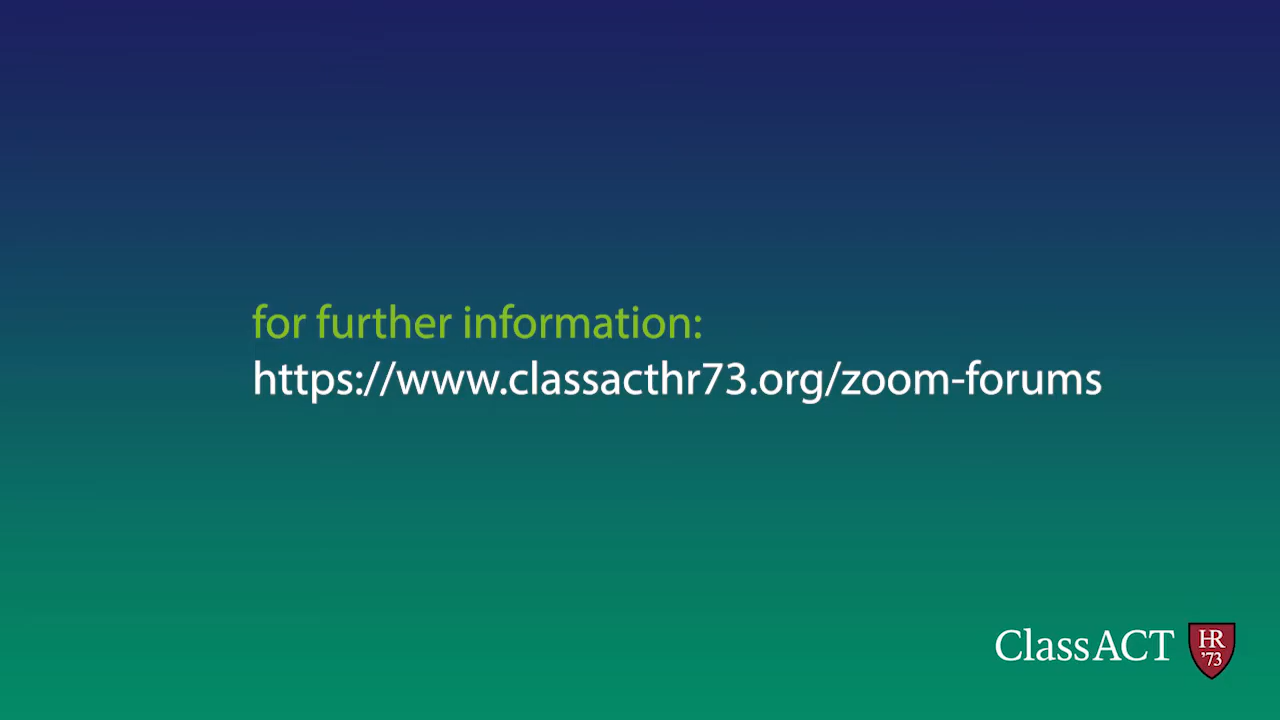 for further information:
https://www.classacthr73.org/zoom-forums
ClassACT
HR
'73